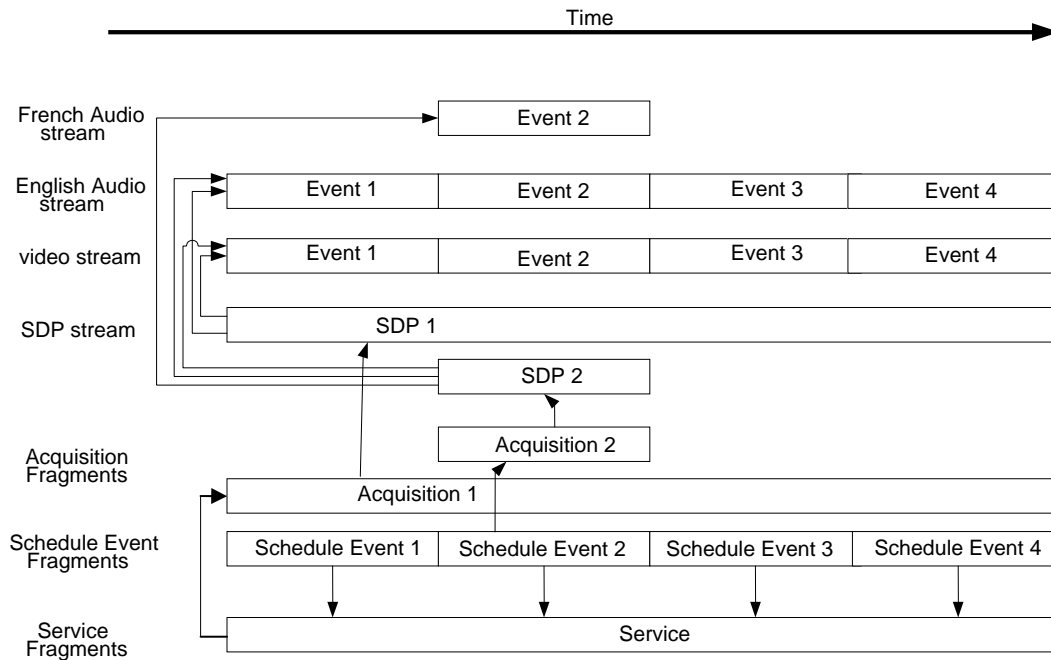 Time
French Audio
stream
Event 2
English Audio
stream
Event 1
Event 2
Event 3
Event 4
video stream
Event 1
Event 2
Event 3
Event 4
SDP stream
SDP 1
SDP 2
Acquisition 2
Acquisition
Fragments
Acquisition 1
Schedule Event
Fragments
Schedule Event 1
Schedule Event 2
Schedule Event 3
Schedule Event 4
Service
Fragments
Service